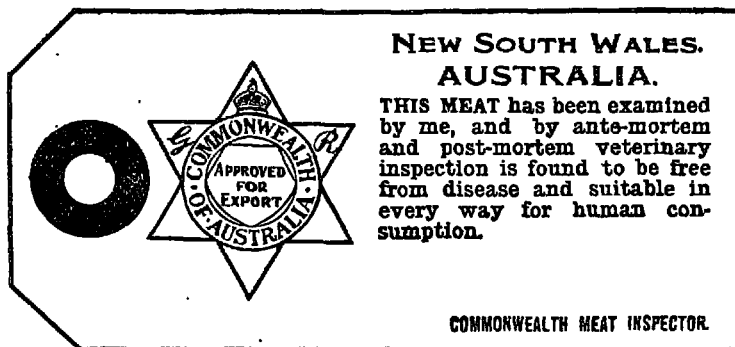 NEW SOUTH WALES.
AUSTRALIA.
THIS MEAT has been examined
by me, and by ante-mortem
and post-mortem veterinary
inspection is found to be free
from disease and suitable in
every way for human con-
sumption.
COMMONWEALTH MEAT INSPECTOR.
G R
COMMONWEALTH
·OF·AUSTRALIA·
APPROVED
FOR
EXPORT